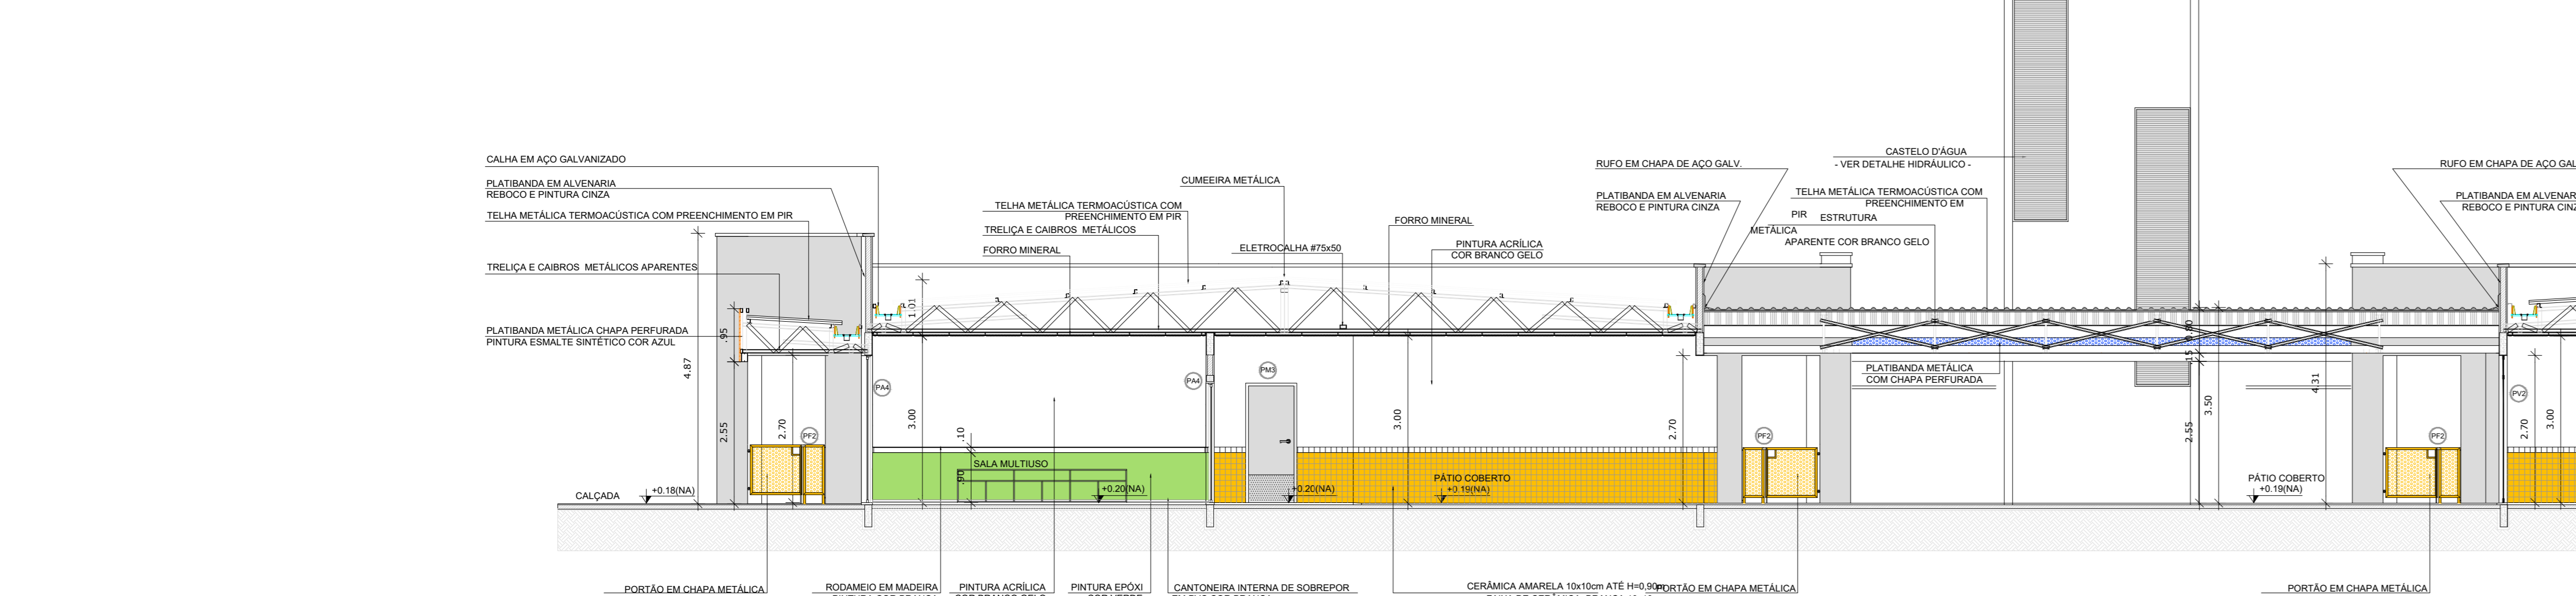 CALHA EM AÇO GALVANIZADO
PLATIBANDA EM ALVENARIA
REBOCO E PINTURA CINZA
TELHA METÁLICA TERMOACÚSTICA COM PREENCHIMENTO EM PIR
TRELIÇA E CAIBROS METÁLICOS APARENTES
PLATIBANDA METÁLICA CHAPA PERFURADA
PINTURA ESMALTE SINTÉTICO COR AZUL
CUMEEIRA METÁLICA
TELHA METÁLICA TERMOACÚSTICA COM
PREENCHIMENTO EM PIR
TRELIÇA E CAIBROS METÁLICOS
FORRO MINERAL
ELETROCALHA #75x50
FORRO MINERAL
PINTURA ACRÍLICA
COR BRANCO GELO
RUFO EM CHAPA DE AÇO GALV.
PLATIBANDA EM ALVENARIA
REBOCO E PINTURA CINZA
CASTELO D'ÁGUA
- VER DETALHE HIDRÁULICO -
TELHA METÁLICA TERMOACÚSTICA COM
PREENCHIMENTO EM
PIR
ESTRUTURA
METÁLICA
APARENTE COR BRANCO GELO
RUFO EM CHAPA DE AÇO GAL
PLATIBANDA EM ALVENAR
REBOCO E PINTURA CIN
4.87
.95
2.55
2.70
PF2
PA4
1.01
3.00
.10
.90
SALA MULTIUSO
+0.20(NA)
PA4
PM3
+0.20(NA)
3.00
PÁTIO COBERTO
+0.19(NA)
2.70
PF2
PLATIBANDA METÁLICA
COM CHAPA PERFURADA
.80
.15
2.55
3.50
4.31
PÁTIO COBERTO
+0.19(NA)
PF2
PV2
2.70
3.00
CALÇADA
+0.18(NA)
PORTÃO EM CHAPA METÁLICA
RODAMEIO EM MADEIRA
PINTURA ACRÍLICA
COR BRANCO GELO
PINTURA EPÓXI
COR VERDE
CANTONEIRA INTERNA DE SOBREPOR
CERÂMICA AMARELA 10x10cm ATÉ H=0,90m
PORTÃO EM CHAPA METÁLICA
PORTÃO EM CHAPA METÁLICA